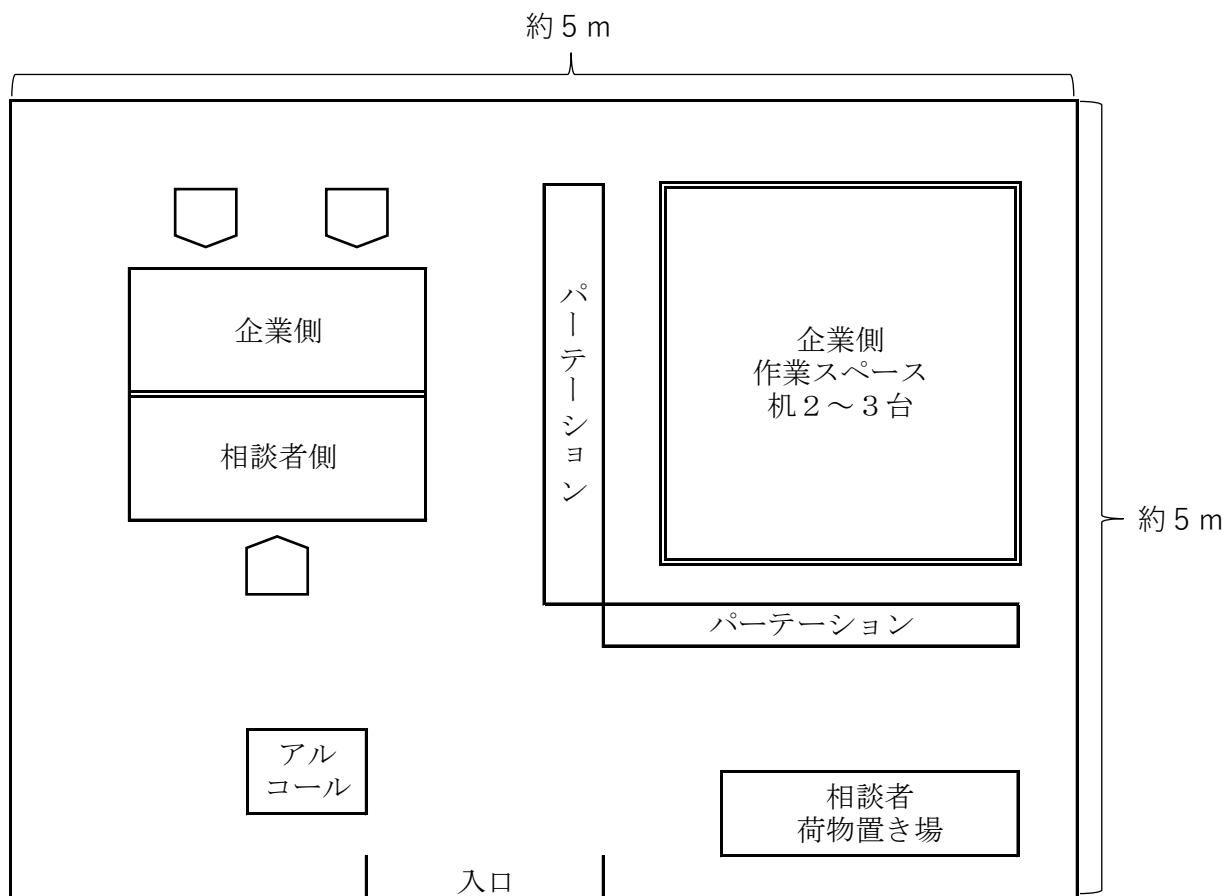 約５ｍ
企業側
相談者側
パーテーション
企業側
作業スペース
机２～３台
約５ｍ
パーテーション
アル
コール
相談者
荷物置き場
入口